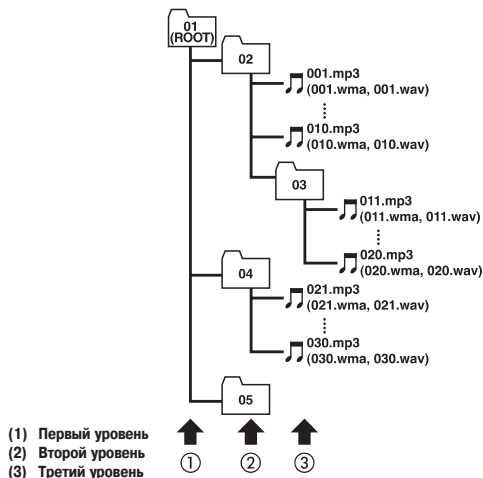 01
(ROOT)
02
001.mp3
(001.wma, 001.wav)
010.mp3
(010.wma, 010.wav)
03
011.mp3
(011.wma, 011.wav)
020.mp3
(020.wma, 020.wav)
04
021.mp3
(021.wma, 021.wav)
030.mp3
(030.wma, 030.wav)
05
(1) Первый уровень
(2) Второй уровень
(3) Третий уровень
① ② ③